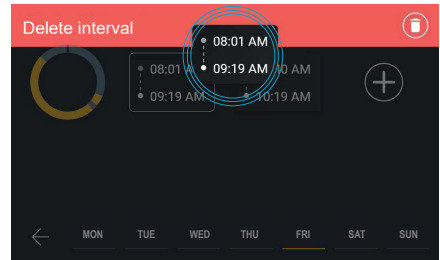 Delete interval
08:01 AM
09:19 AM
08:01 A
09:19 AM
0 AM
10:19 AM
MON TUE WED THU FRI SAT SUN